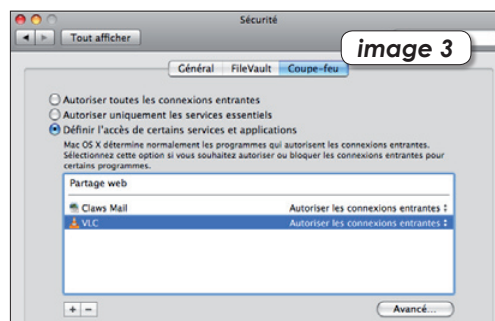 Sécurité
Tout afficher
image 3
Général FileVault Coupe-feu
Autoriser toutes les connexions entrantes
Autoriser uniquement les services essentiels
Définir l'accès de certains services et applications
Mac OS X détermine normalement les programmes qui autorisent les connexions entrantes.
Sélectionnez cette option si vous souhaitez autoriser ou bloquer les connexions entrantes pour
certains programmes.
Partage web
Claws Mail Autoriser les connexions entrantes
VLC Autoriser les connexions entrantes
+ - Avancé...